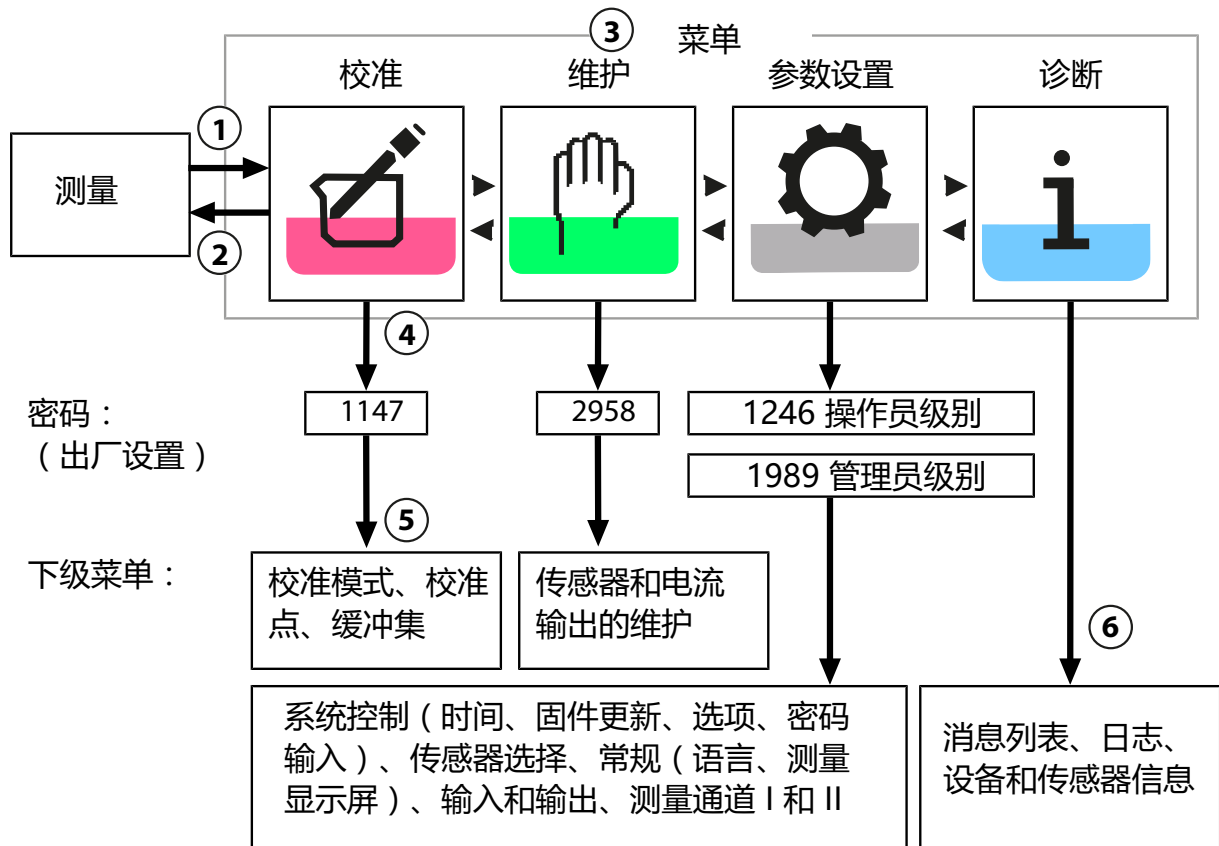 ③ 菜单
校准 维护 参数设置 诊断
①
测量
②
④
密码：
（出厂设置）
1147
2958
1246 操作员级别
1989 管理员级别
⑤
下级菜单：
校准模式、校准
点、缓冲集
传感器和电流
输出的维护
⑥
系统控制（时间、固件更新、选项、密码
输入）、传感器选择、常规（语言、测量
显示屏）、输入和输出、测量通道 I 和 II
消息列表、日志、
设备和传感器信息